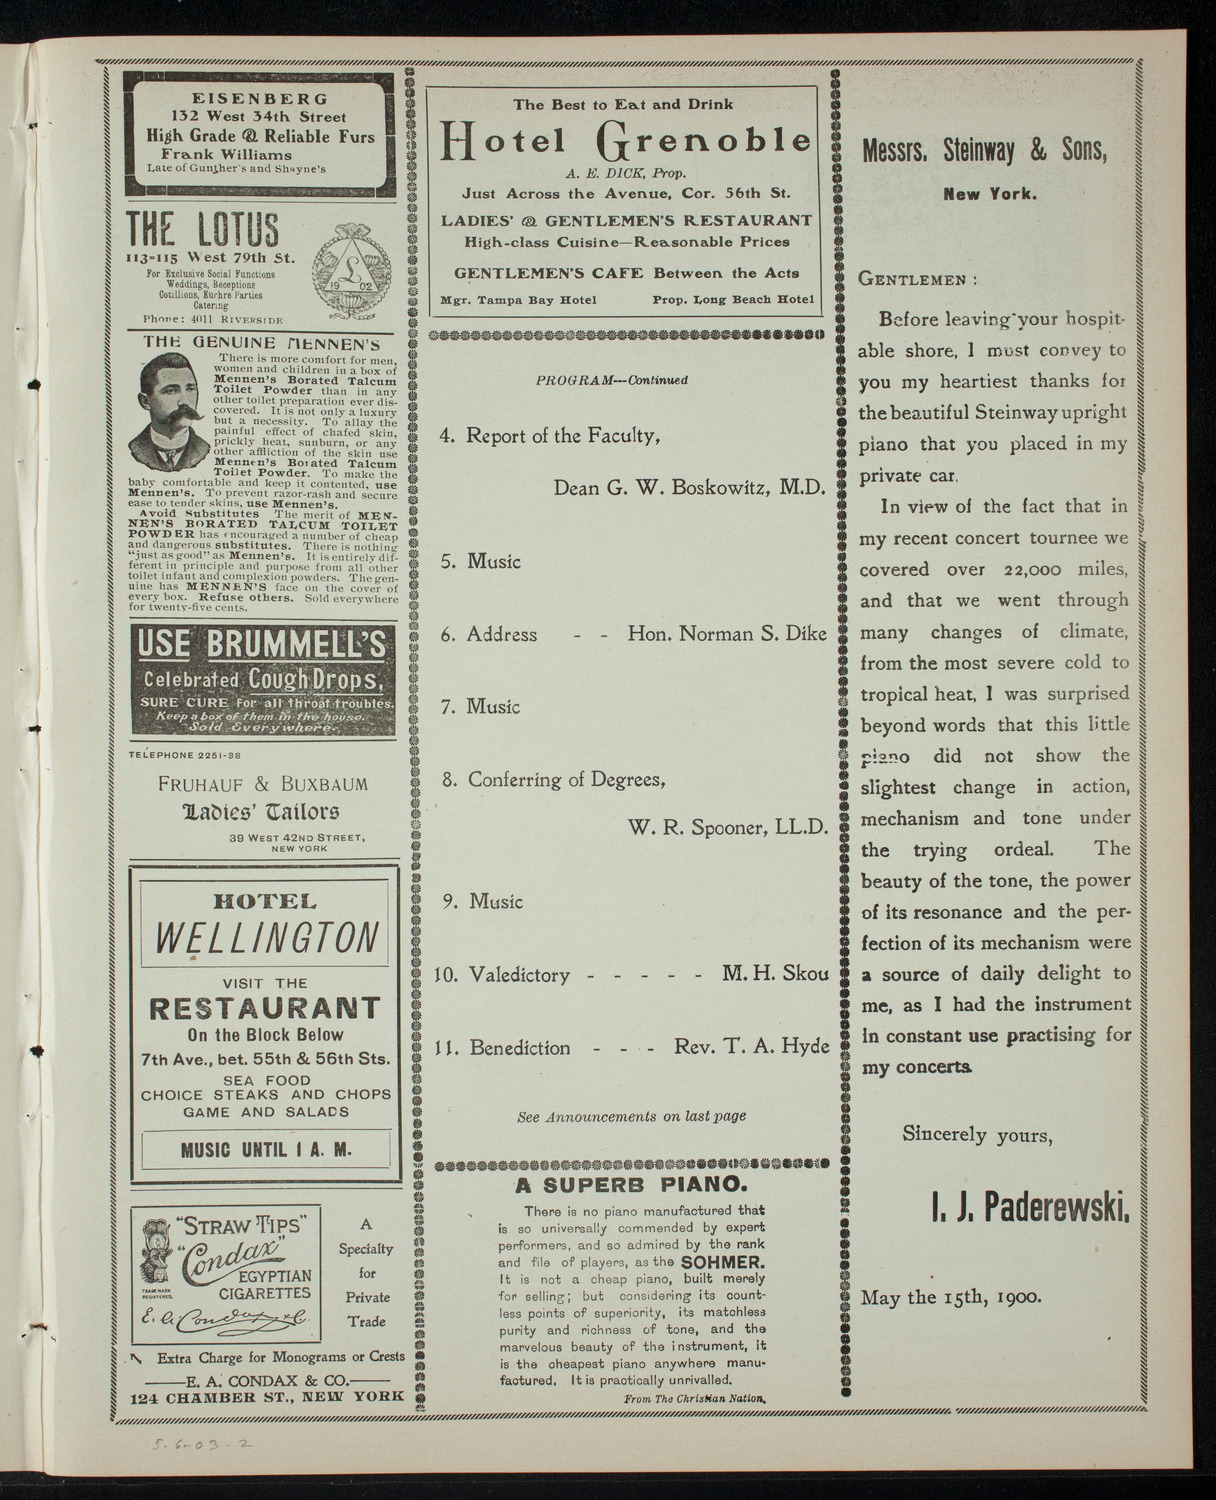 EISENBERG
132 West 34th Street
High Grade & Reliable Furs
Frank Williams
Late of Gunther's and Shayne's
THE LOTUS
113-115 West 79th St.
For Exclusive Social Functions
Weddings, Receptions
Cotillions, Euchre Parties
Catering
Phone: 4011 RIVERSIDE
L
19 02
THE GENUINE MENNEN'S
There is more comfort for men,
women and children in a box of
Mennen's Borated Talcum
Toilet Powder than in any
other toilet preparation ever dis-
covered. It is not only a luxury
but a necessity. To allay the
painful effect of chafed skin,
prickly heat, sunburn, or any
other affliction of the skin use
Mennen's Borated Talcum
Toilet Powder. To make the
baby comfortable and keep it contented, use
Mennen's. To prevent razor-rash and secure
ease to tender skins, use Mennen's.
Avoid Substitutes The merit of MEN-
NEN'S BORATED TALCUM TOILET
POWDER has encouraged a number of cheap
and dangerous substitutes. There is nothing
"just as good" as Mennen's. It is entirely dif-
ferent in principle and purpose from all other
toilet infant and complexion powders. The gen-
uine has MENNEN'S face on the cover of
every box. Refuse others. Sold everywhere
for twenty-five cents.
USE BRUMMELL'S
Celebrated Cough Drops,
SURE CURE for all throat troubles.
Keep a box of them in the house.
Sold Everywhere.
TELEPHONE 2251-38
FRUHAUF & BUXBAUM
Ladies' Tailors
39 WEST 42ND STREET,
NEW YORK
HOTEL
WELLINGTON
VISIT THE
RESTAURANT
On the Block Below
7th Ave., bet. 55th & 56th Sts.
SEA FOOD
CHOICE STEAKS AND CHOPS
GAME AND SALADS
MUSIC UNTIL 1 A. M.
"STRAW TIPS"
"Condax"
EGYPTIAN
CIGARETTES
TRADE MARK
REGISTERED.
E. A. Condax & Co.
A
Specialty
for
Private
Trade
Extra Charge for Monograms or Crests
E. A. CONDAX & CO.
124 CHAMBER ST., NEW YORK
5-6-03.2
The Best to Eat and Drink
Hotel Grenoble
A. E. DICK, Prop.
Just Across the Avenue, Cor. 56th St.
LADIES' & GENTLEMEN'S RESTAURANT
High-class Cuisine—Reasonable Prices
GENTLEMEN'S CAFE Between the Acts
Mgr. Tampa Bay Hotel Prop. Long Beach Hotel
PROGRAM—Continued
4. Report of the Faculty,
Dean G. W. Boskowitz, M.D.
5. Music
6. Address - - Hon. Norman S. Dike
7. Music
8. Conferring of Degrees,
W. R. Spooner, LL.D.
9. Music
10. Valedictory - - - - - M. H. Skou
11. Benediction - - - Rev. T. A. Hyde
See Announcements on last page
A SUPERB PIANO.
There is no piano manufactured that
is so universally commended by expert
performers, and so admired by the rank
and file of players, as the SOHMER.
It is not a cheap piano, built merely
for selling; but considering its count-
less points of superiority, its matchless
purity and richness of tone, and the
marvelous beauty of the instrument, it
is the cheapest piano anywhere manu-
factured. It is practically unrivalled.
From The Christian Nation.
Messrs. Steinway & Sons,
New York.
GENTLEMEN :
Before leaving your hospit-
able shore, I must convey to
you my heartiest thanks for
the beautiful Steinway upright
piano that you placed in my
private car.
In view of the fact that in
my recent concert tournee we
covered over 22,000 miles,
and that we went through
many changes of climate,
from the most severe cold to
tropical heat, I was surprised
beyond words that this little
piano did not show the
slightest change in action,
mechanism and tone under
the trying ordeal. The
beauty of the tone, the power
of its resonance and the per-
fection of its mechanism were
a source of daily delight to
me, as I had the instrument
in constant use practising for
my concerts.
Sincerely yours,
I. J. Paderewski.
May the 15th, 1900.